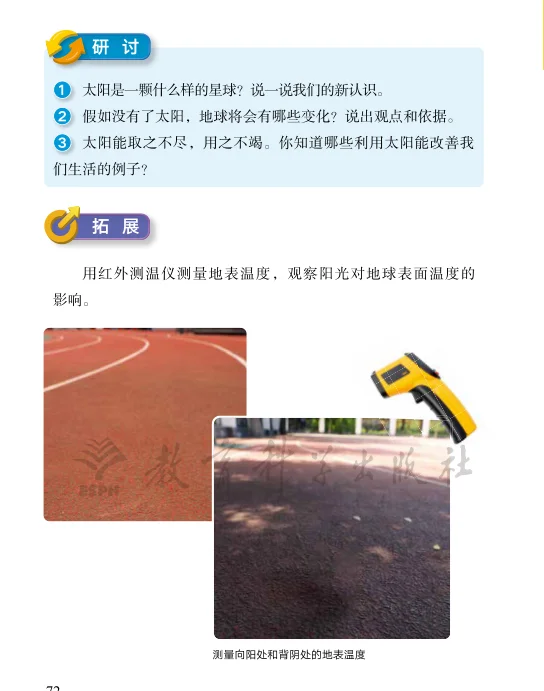 研讨
1 太阳是一颗什么样的星球？说一说我们的新认识。
2 假如没有了太阳，地球将会有哪些变化？说出观点和依据。
3 太阳能取之不尽，用之不竭。你知道哪些利用太阳能改善我
们生活的例子？
拓展
用红外测温仪测量地表温度，观察阳光对地球表面温度的
影响。
教育科学出版社
ESPH
测量向阳处和背阴处的地表温度
72